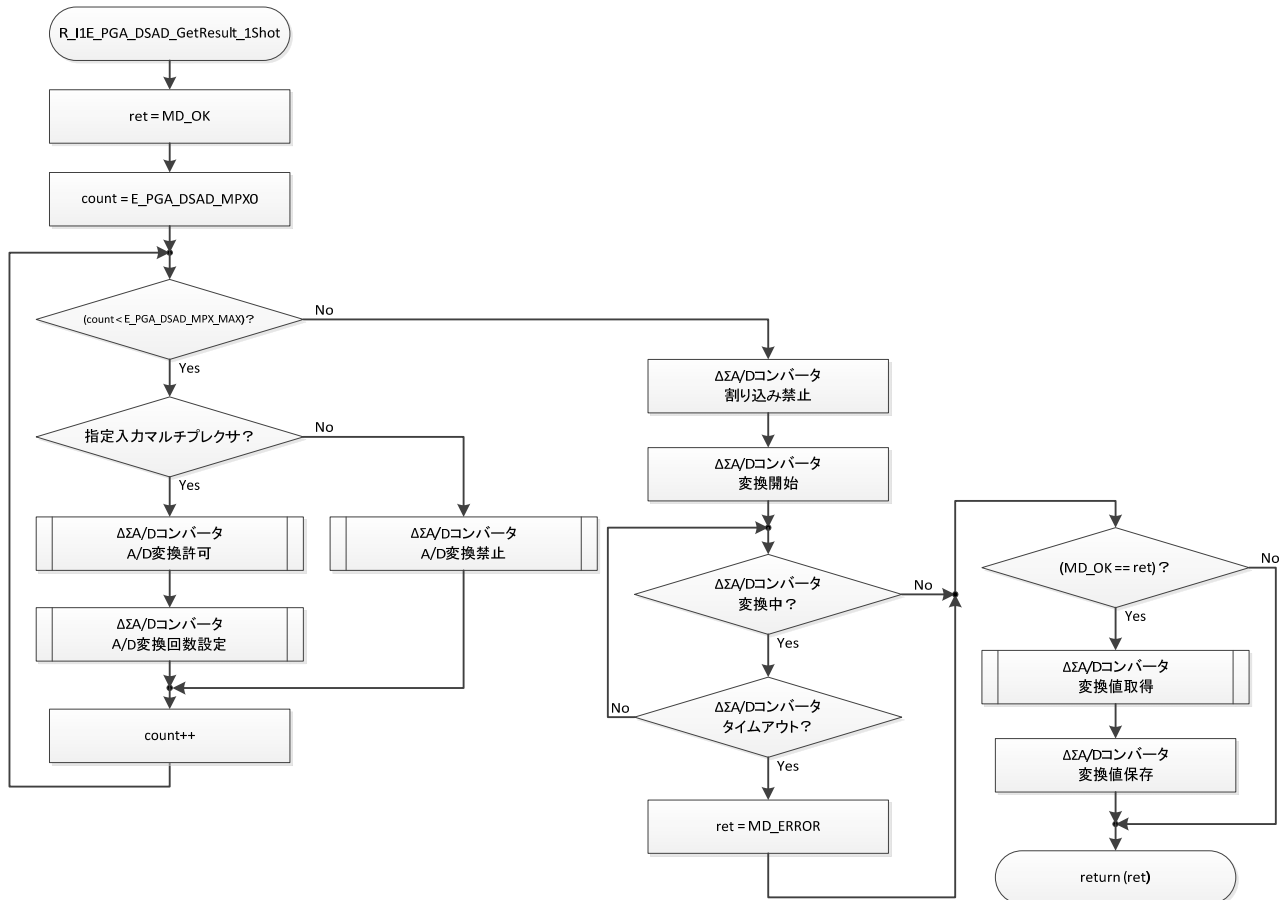 R_I1E_PGA_DSAD_GetResult_1Shot
ret = MD_OK
count = E_PGA_DSAD_MPX0
(count < E_PGA_DSAD_MPX_MAX)?
No
Yes
指定入力マルチプレクサ?
No
Yes
ΔΣA/Dコンバータ
A/D変換許可
ΔΣA/Dコンバータ
A/D変換禁止
ΔΣA/Dコンバータ
A/D変換回数設定
count++
ΔΣA/Dコンバータ
割り込み禁止
ΔΣA/Dコンバータ
変換開始
ΔΣA/Dコンバータ
変換中?
No
Yes
ΔΣA/Dコンバータ
タイムアウト?
No
Yes
ret = MD_ERROR
(MD_OK == ret)?
No
Yes
ΔΣA/Dコンバータ
変換値取得
ΔΣA/Dコンバータ
変換値保存
return (ret)